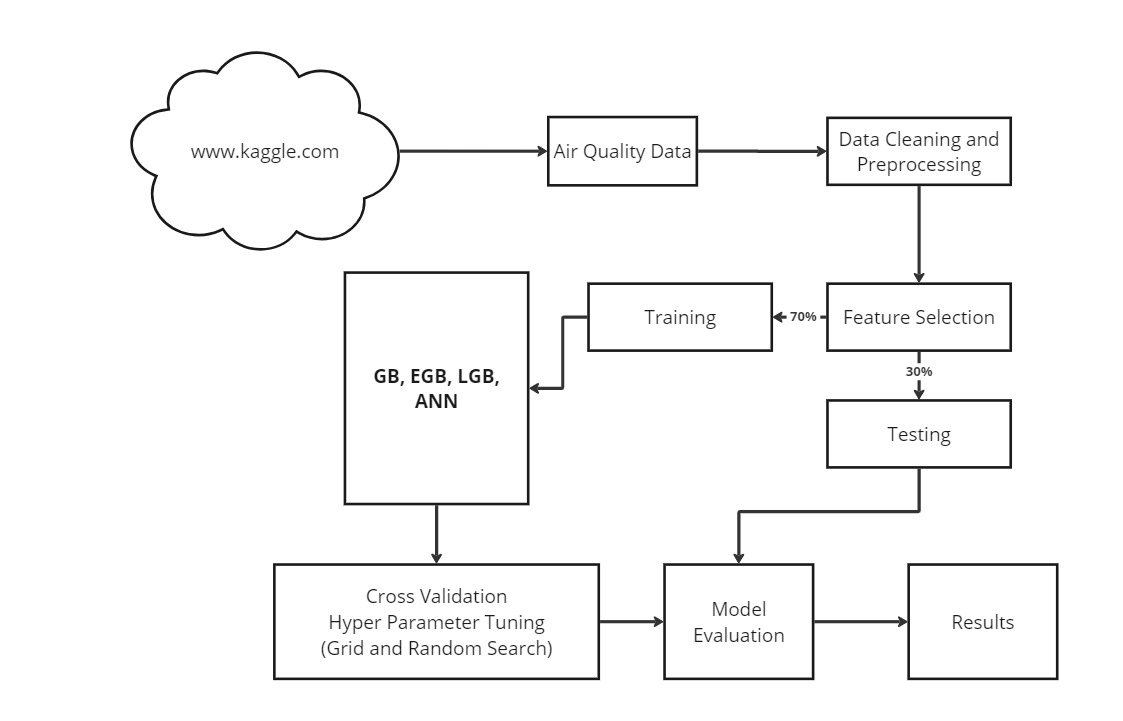 www.kaggle.com
Air Quality Data
Data Cleaning and
Preprocessing
Training
70%
Feature Selection
30%
GB, EGB, LGB,
ANN
Testing
Cross Validation
Hyper Parameter Tuning
(Grid and Random Search)
Model
Evaluation
Results